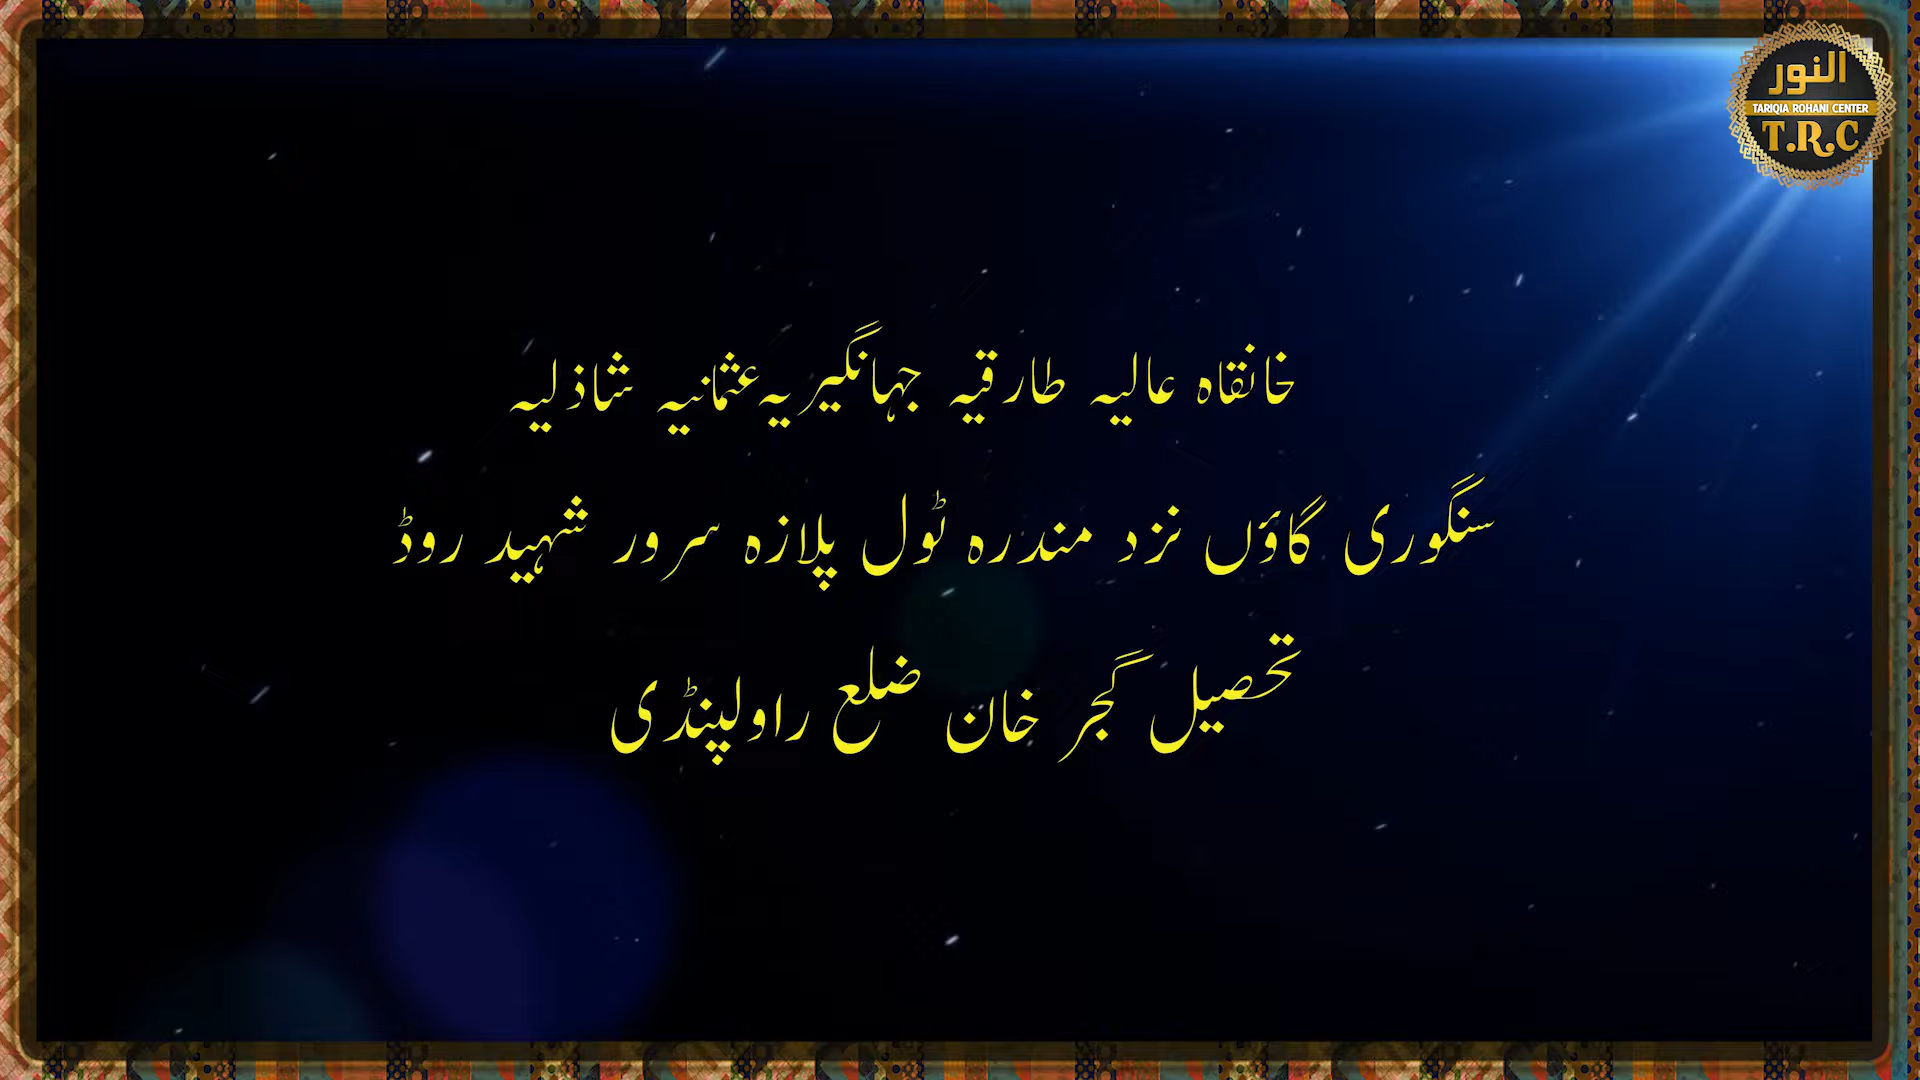 النور
TARIQIA ROHANI CENTER
T.R.C
خانقاہ عالیہ طارقیہ جہانگیریہ عثمانیہ شاذلیہ
سنگوری گاؤں نزد مندرہ ٹول پلازہ سرور شہید روڈ
تحصیل گجر خان ضلع راولپنڈی